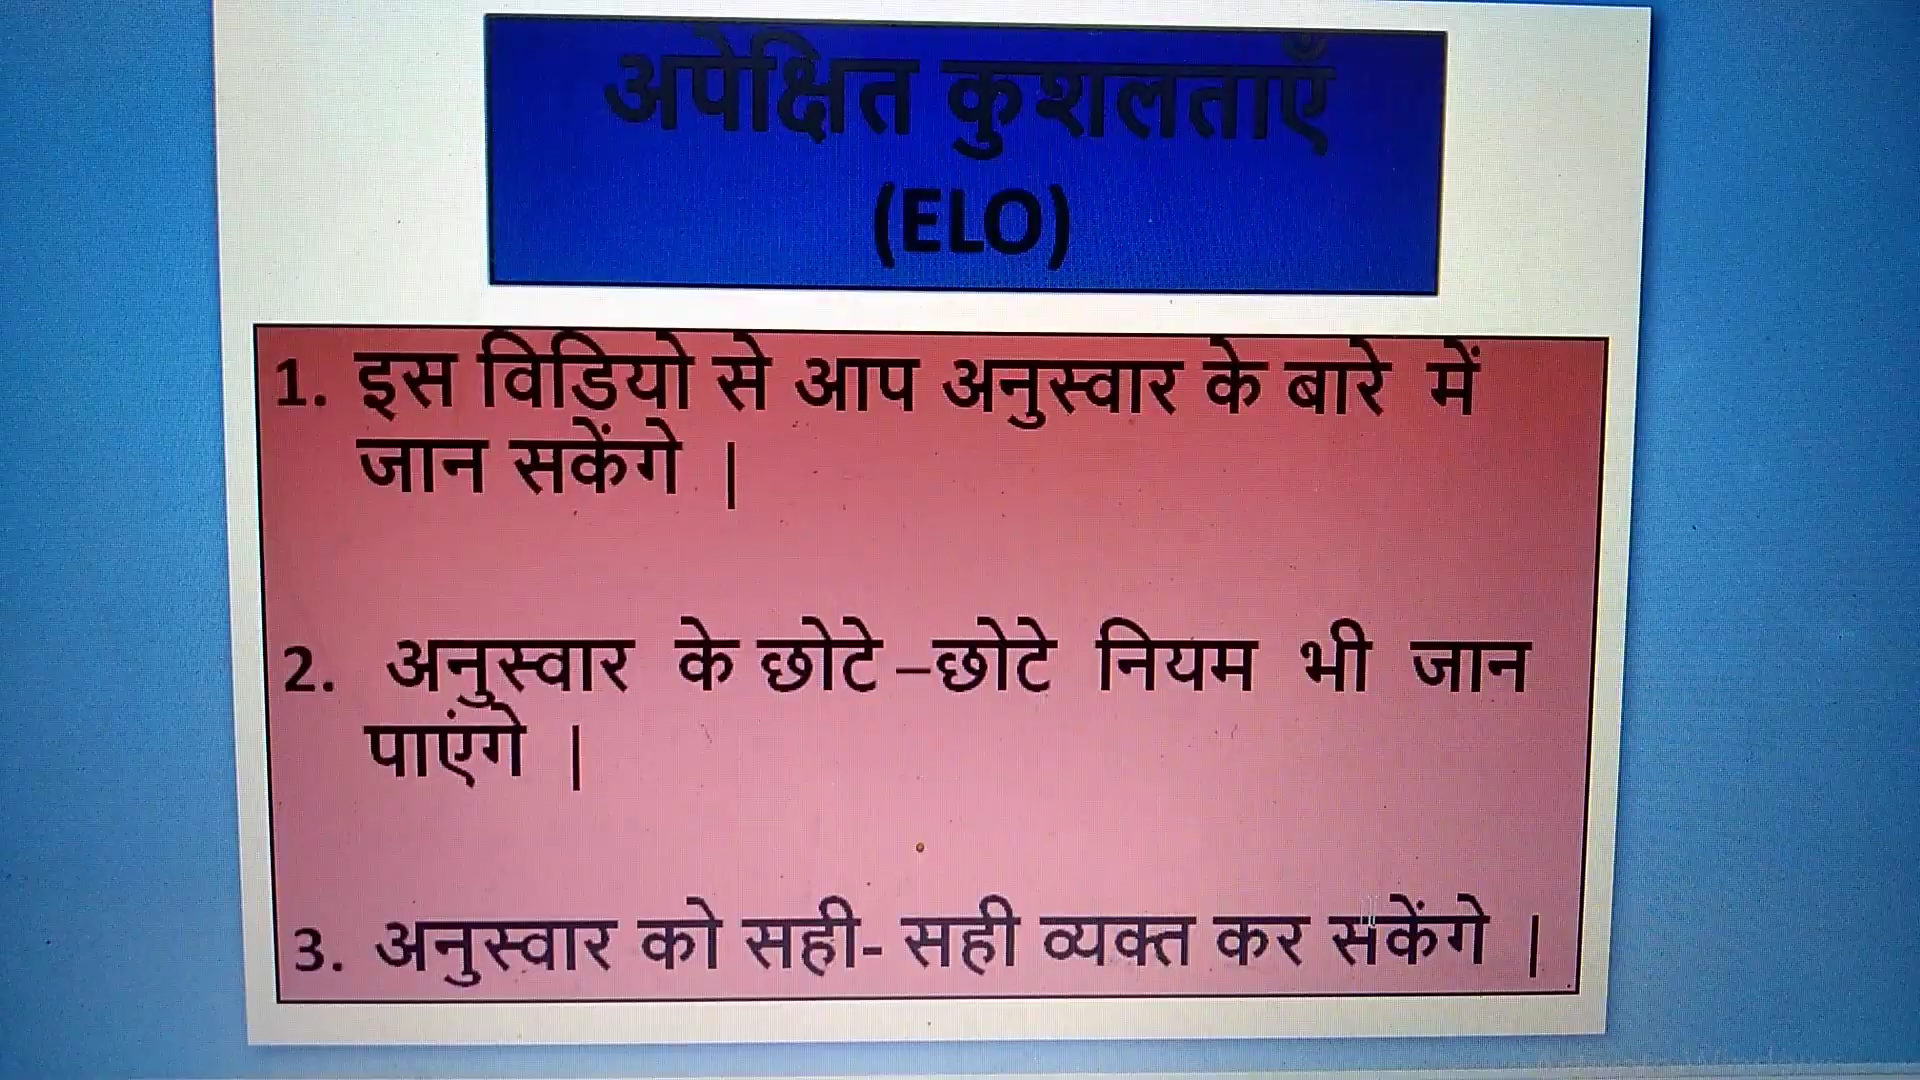 अपेक्षित कुशलताएँ
(ELO)
1. इस विडियो से आप अनुस्वार के बारे में
जान सकेंगे |
2. अनुस्वार के छोटे –छोटे नियम भी जान
पाएंगे |
3. अनुस्वार को सही- सही व्यक्त कर सकेंगे |